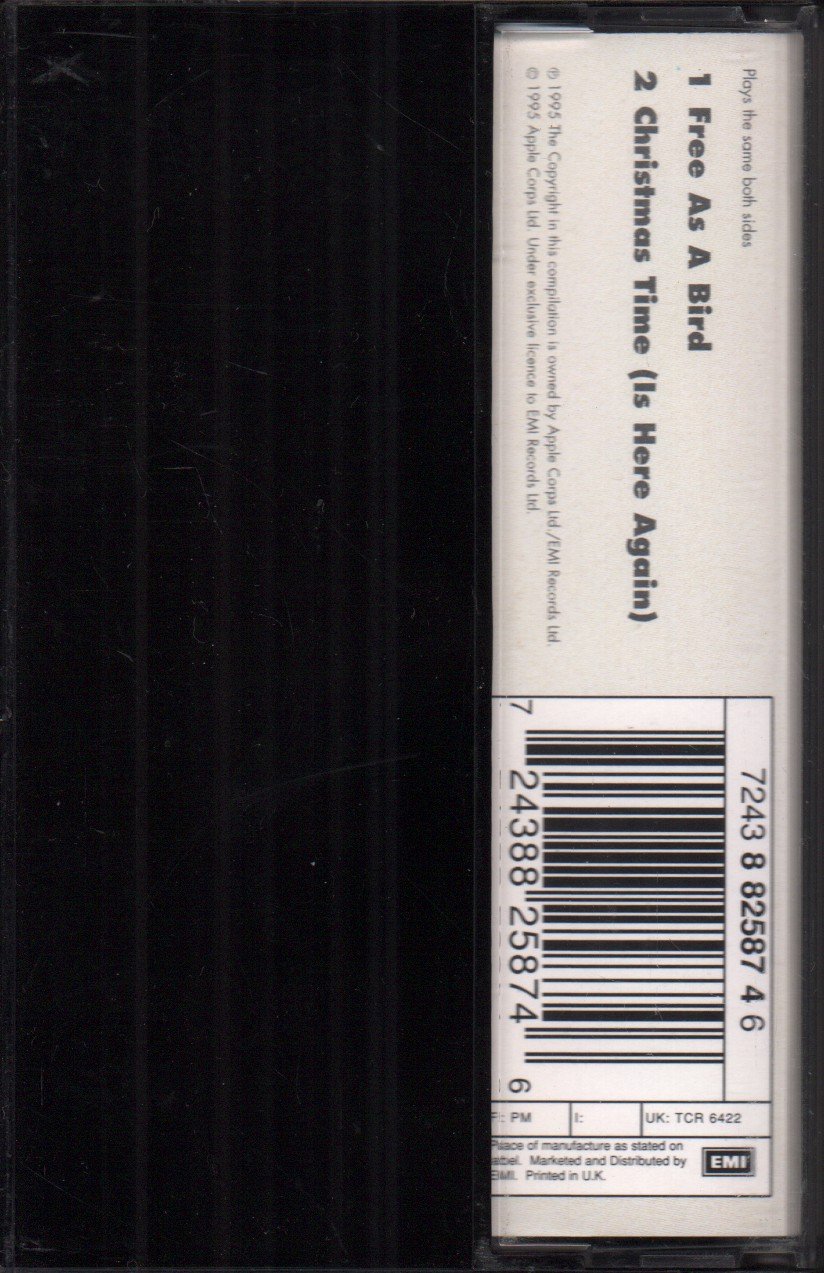 Plays the same both sides
1 Free As A Bird
2 Christmas Time (Is Here Again)
℗ 1995 The Copyright in this compilation is owned by Apple Corps Ltd./EMI Records Ltd.
© 1995 Apple Corps Ltd. Under exclusive licence to EMI Records Ltd.
7243 8 82587 4 6
7 24388 25874 6
F: PM
I:
UK: TCR 6422
Place of manufacture as stated on
label. Marketed and Distributed by
EMI. Printed in U.K.
EMI